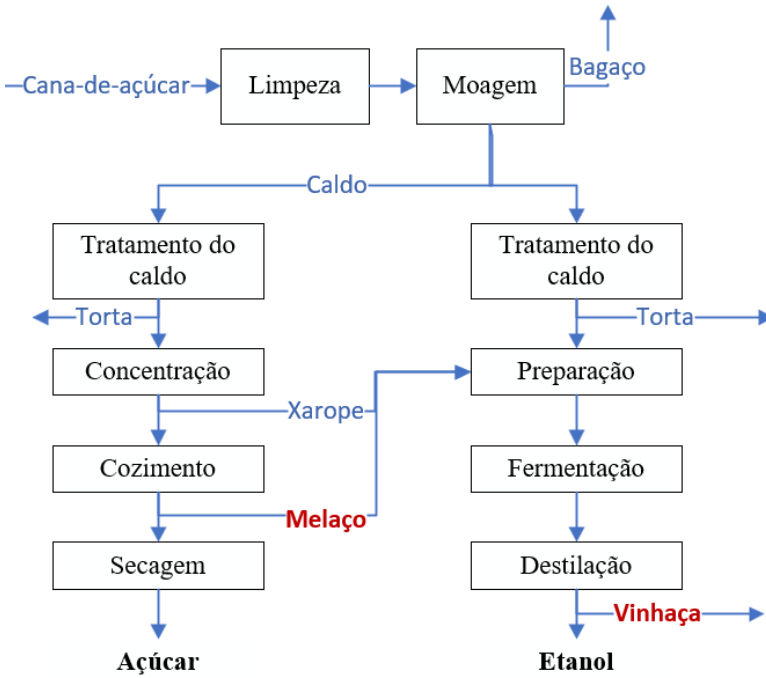 Cana-de-açúcar
Limpeza
Moagem
Bagaço
Caldo
Tratamento do
caldo
Tratamento do
caldo
Torta
Torta
Concentração
Preparação
Xarope
Cozimento
Fermentação
Melaço
Secagem
Destilação
Vinhaça
Açúcar
Etanol